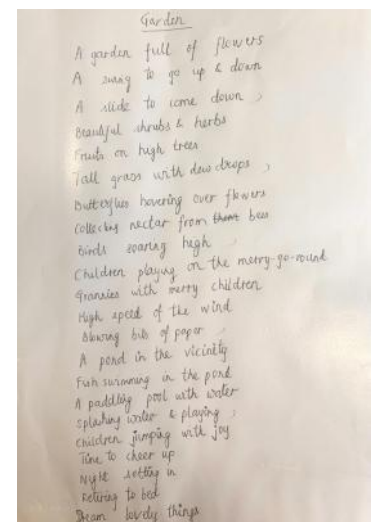 Garden
A garden full of flowers
A swing to go up & down
A slide to come down,
Beautiful shrubs & herbs
Fruits on high trees
Tall grass with dew drops,
Butterflies hovering over flowers
Collecting nectar from bees
Birds soaring high
Children playing on the merry-go-round
Grannies with merry children
High speed of the wind
Blowing bits of paper,
A pond in the vicinity
Fish swimming in the pond
A paddling pool with water
Splashing water & playing,
Children jumping with joy
Time to cheer up
Night setting in
Retiring to bed
Dream lovely things